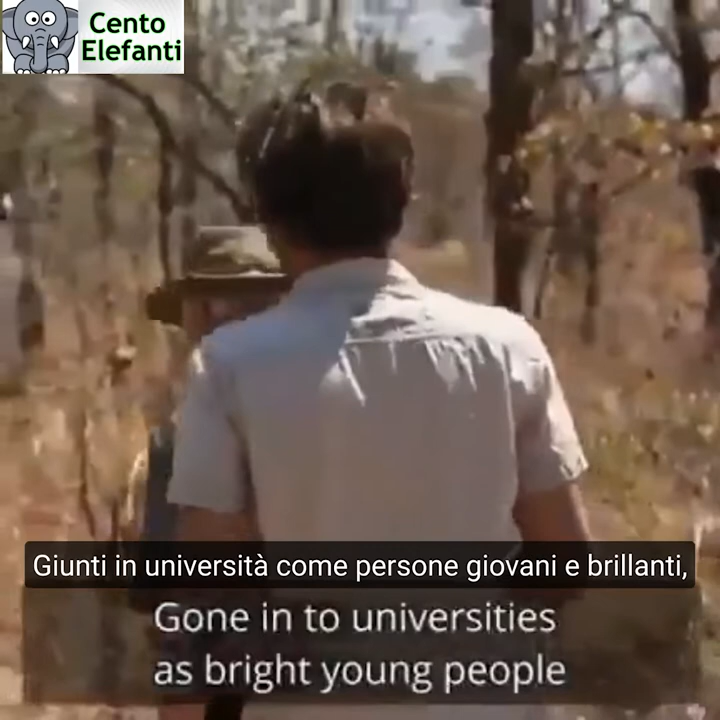 Cento
Elefanti
Giunti in università come persone giovani e brillanti,
Gone in to universities
as bright young people